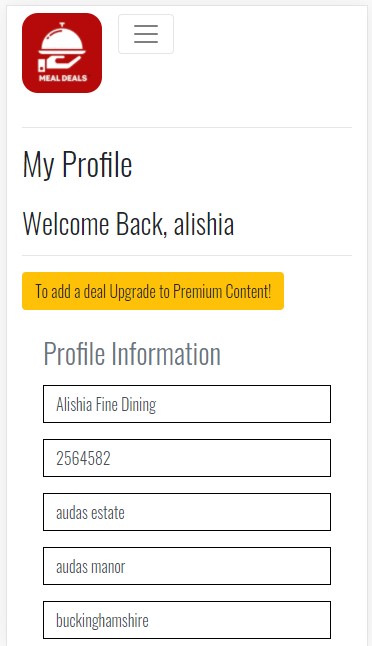 MEAL DEALS
My Profile
Welcome Back, alishia
To add a deal Upgrade to Premium Content!
Profile Information
Alishia Fine Dining
2564582
audas estate
audas manor
buckinghamshire